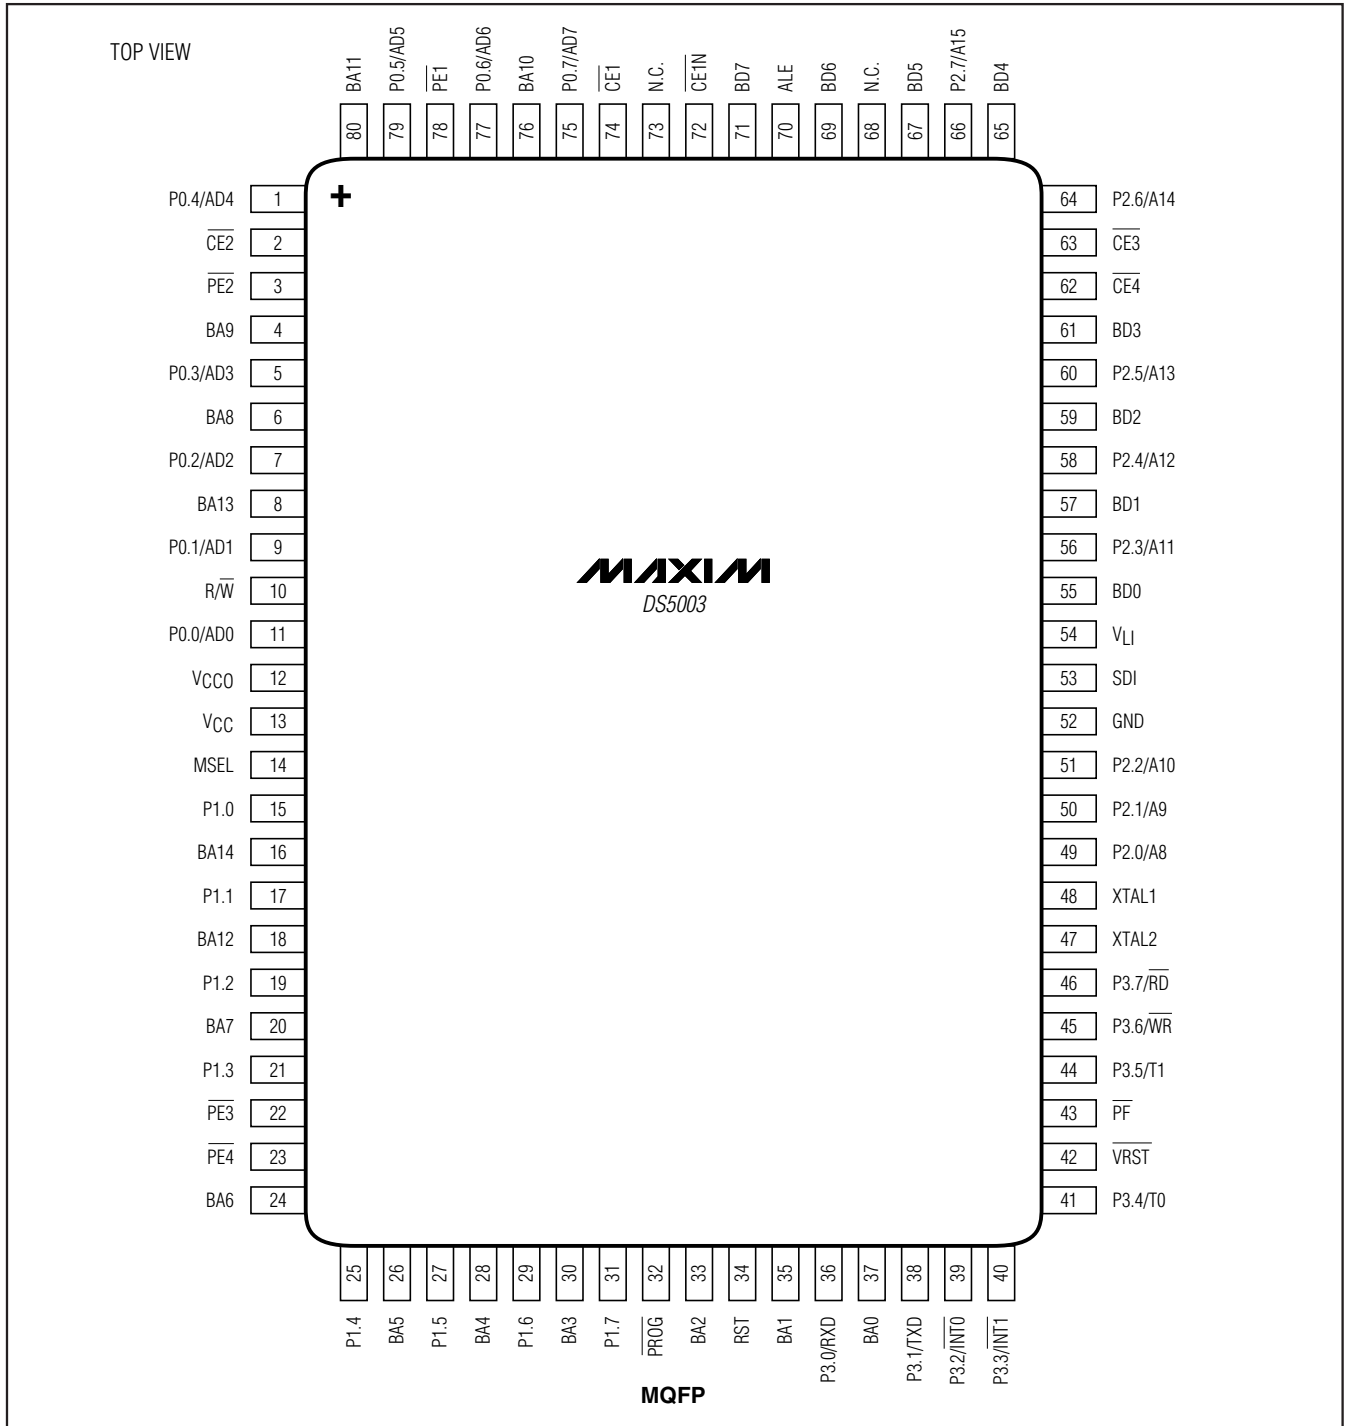 TOP VIEW
BA11
P0.5/AD5
PE1
P0.6/AD6
BA10
P0.7/AD7
CE1
N.C.
CE1N
BD7
ALE
BD6
N.C.
BD5
P2.7/A15
BD4
80 79 78 77 76 75 74 73 72 71 70 69 68 67 66 65
+
P0.4/AD4 1
CE2 2
PE2 3
BA9 4
P0.3/AD3 5
BA8 6
P0.2/AD2 7
BA13 8
P0.1/AD1 9
R/W 10
P0.0/AD0 11
VCCO 12
VCC 13
MSEL 14
P1.0 15
BA14 16
P1.1 17
BA12 18
P1.2 19
BA7 20
P1.3 21
PE3 22
PE4 23
BA6 24
MAXIM
DS5003
64 P2.6/A14
63 CE3
62 CE4
61 BD3
60 P2.5/A13
59 BD2
58 P2.4/A12
57 BD1
56 P2.3/A11
55 BD0
54 VLI
53 SDI
52 GND
51 P2.2/A10
50 P2.1/A9
49 P2.0/A8
48 XTAL1
47 XTAL2
46 P3.7/RD
45 P3.6/WR
44 P3.5/T1
43 PF
42 VRST
41 P3.4/T0
25 26 27 28 29 30 31 32 33 34 35 36 37 38 39 40
P1.4
BA5
P1.5
BA4
P1.6
BA3
P1.7
PROG
BA2
RST
BA1
P3.0/RXD
BA0
P3.1/TXD
P3.2/INT0
P3.3/INT1
MQFP